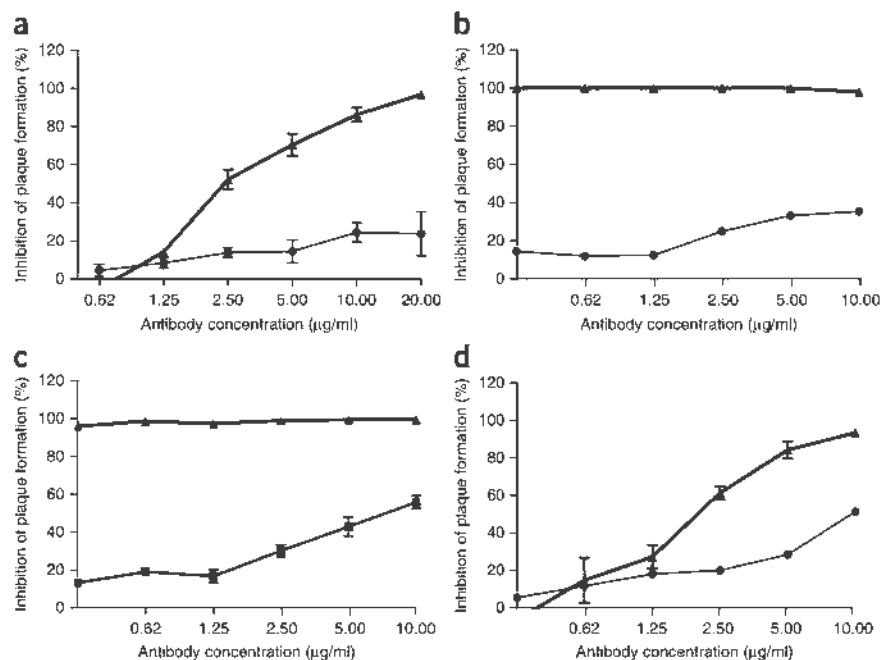 a
Inhibition of plaque formation (%)
120
100
80
60
40
20
0
0.62 1.25 2.50 5.00 10.00 20.00
Antibody concentration (μg/ml)
b
Inhibition of plaque formation (%)
120
100
80
60
40
20
0
0.62 1.25 2.50 5.00 10.00
Antibody concentration (μg/ml)
c
Inhibition of plaque formation (%)
120
100
80
60
40
20
0
0.62 1.25 2.50 5.00 10.00
Antibody concentration (μg/ml)
d
Inhibition of plaque formation (%)
120
100
80
60
40
20
0
0.62 1.25 2.50 5.00 10.00
Antibody concentration (μg/ml)